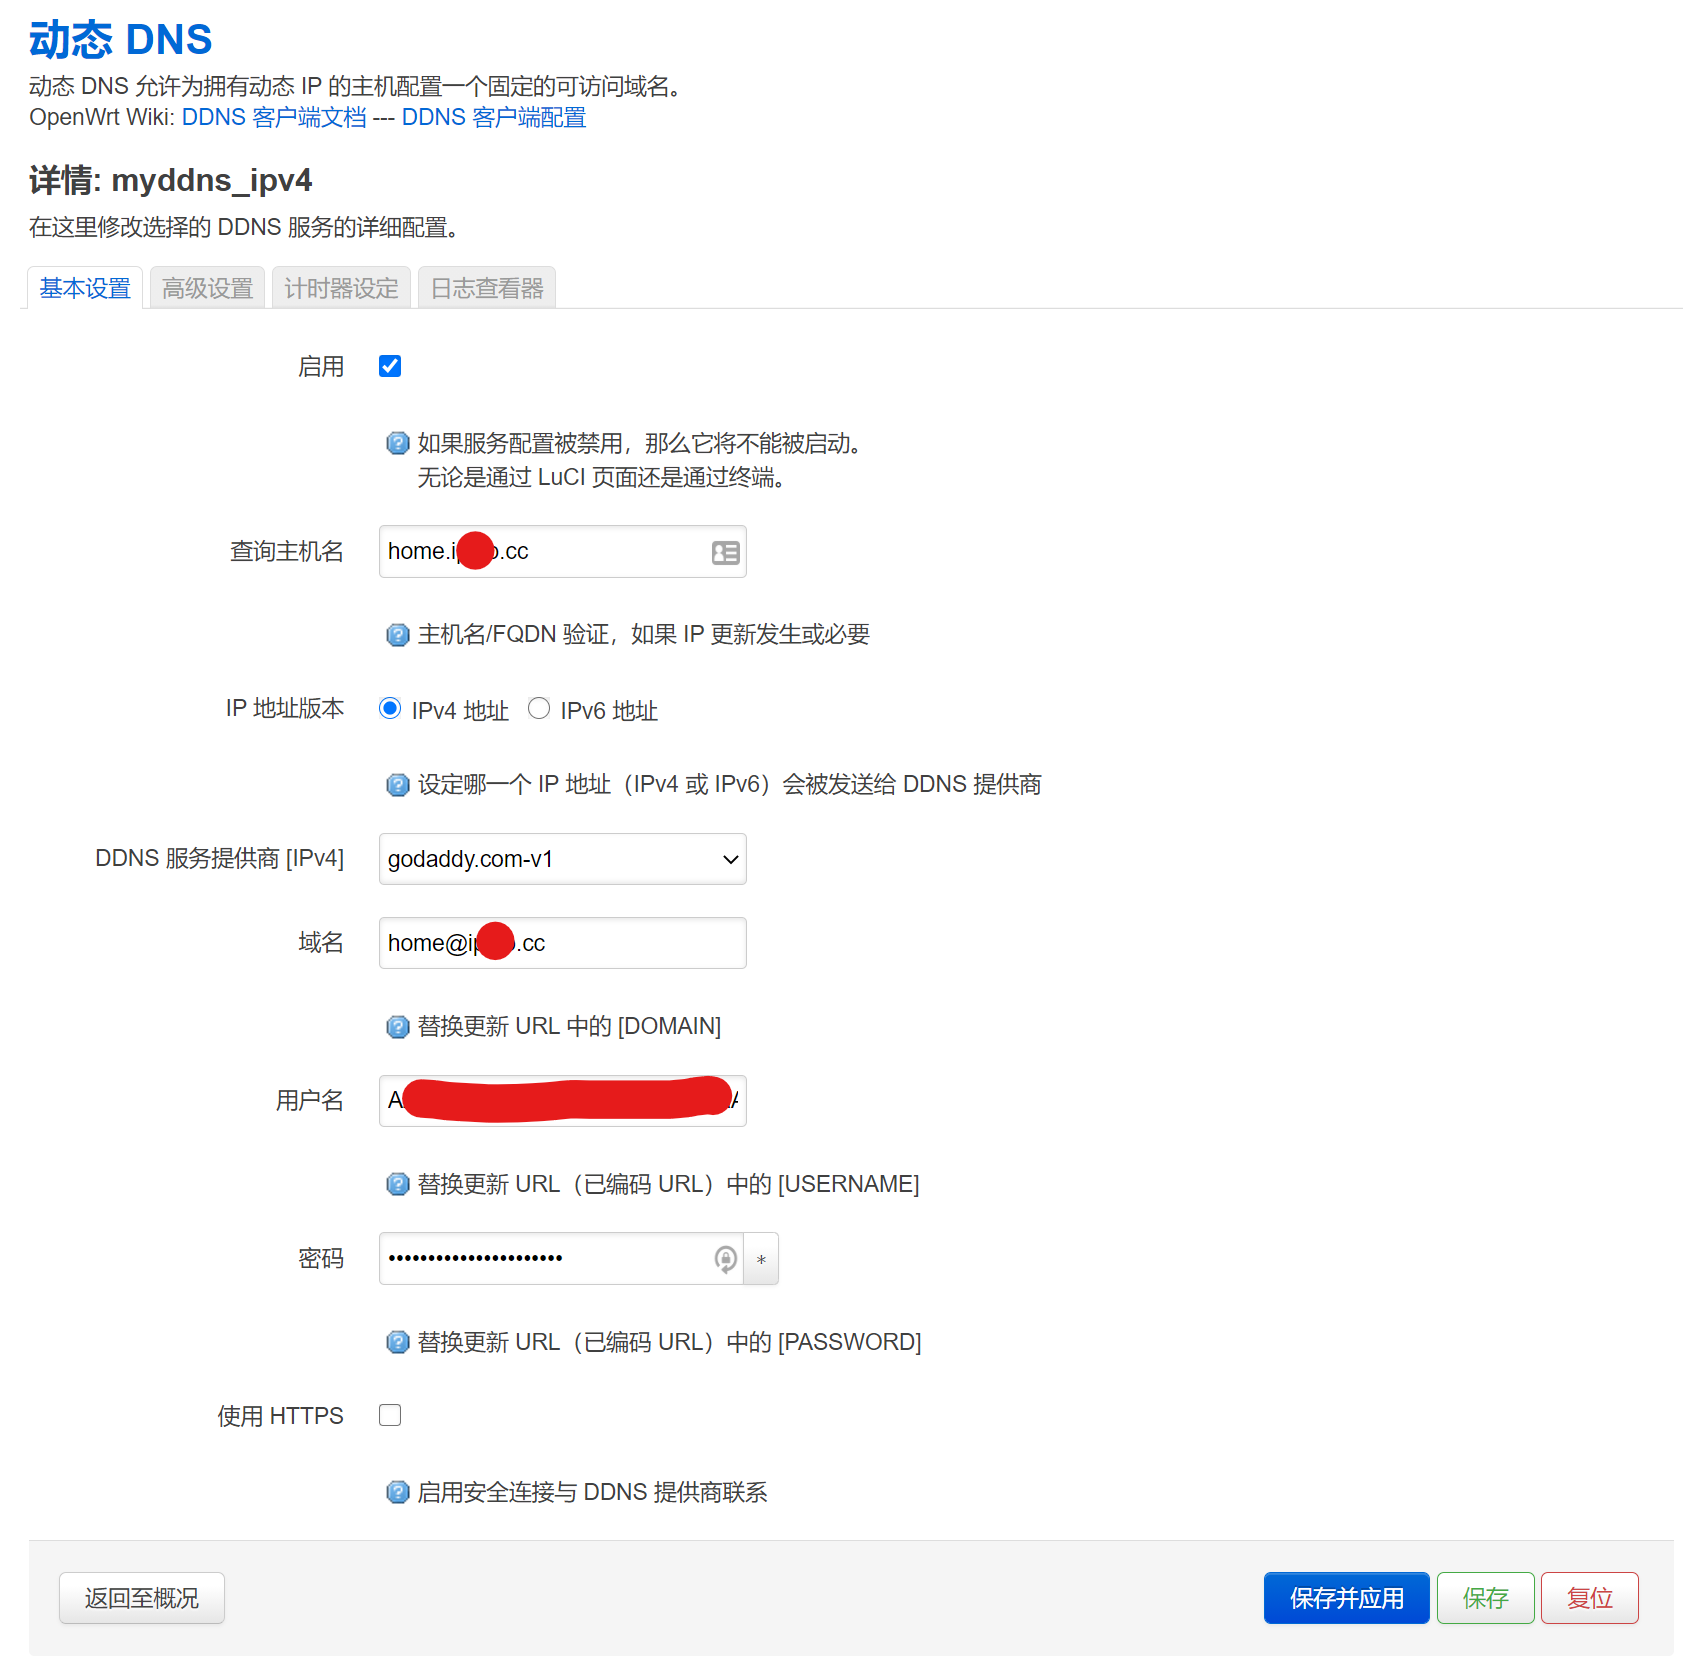 动态 DNS
动态 DNS 允许为拥有动态 IP 的主机配置一个固定的可访问域名。
OpenWrt Wiki: DDNS 客户端文档 --- DDNS 客户端配置
详情: myddns_ipv4
在这里修改选择的 DDNS 服务的详细配置。
基本设置 高级设置 计时器设定 日志查看器
启用
如果服务配置被禁用，那么它将不能被启动。
无论是通过 LuCI 页面还是通过终端。
查询主机名 home. .cc
主机名/FQDN 验证，如果 IP 更新发生或必要
IP 地址版本 IPv4 地址 IPv6 地址
设定哪一个 IP 地址（IPv4 或 IPv6）会被发送给 DDNS 提供商
DDNS 服务提供商 [IPv4] godaddy.com-v1
域名 home@ .cc
替换更新 URL 中的 [DOMAIN]
用户名
替换更新 URL（已编码 URL）中的 [USERNAME]
密码 •••••••••••••••••••••• *
替换更新 URL（已编码 URL）中的 [PASSWORD]
使用 HTTPS
启用安全连接与 DDNS 提供商联系
返回至概况 保存并应用 保存 复位